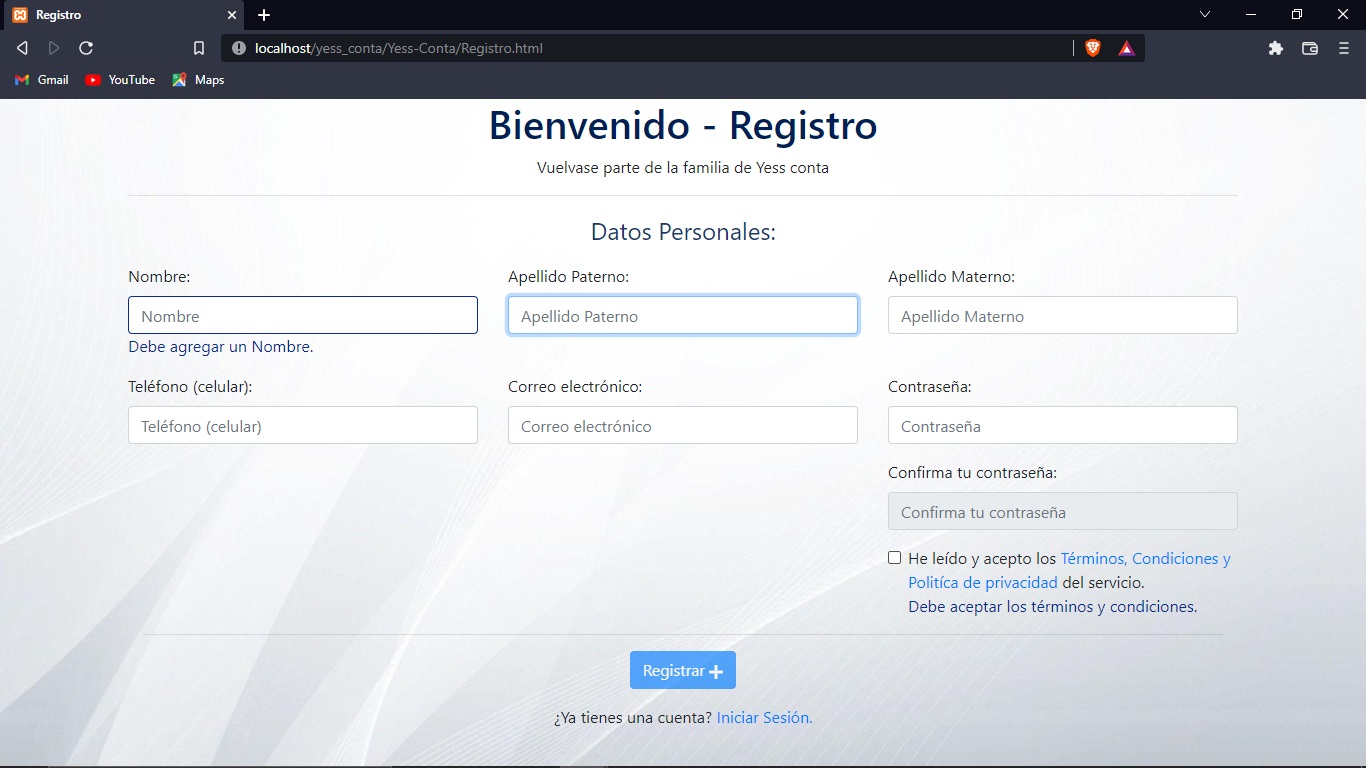 Registro
localhost/yess_conta/Yess-Conta/Registro.html
Gmail YouTube Maps
Bienvenido - Registro
Vuelvase parte de la familia de Yess conta
Datos Personales:
Nombre: Apellido Paterno: Apellido Materno:
Nombre Apellido Paterno Apellido Materno
Debe agregar un Nombre.
Teléfono (celular): Correo electrónico: Contraseña:
Teléfono (celular) Correo electrónico Contraseña
Confirma tu contraseña:
Confirma tu contraseña
He leído y acepto los Términos, Condiciones y
Politíca de privacidad del servicio.
Debe aceptar los términos y condiciones.
Registrar
¿Ya tienes una cuenta? Iniciar Sesión.